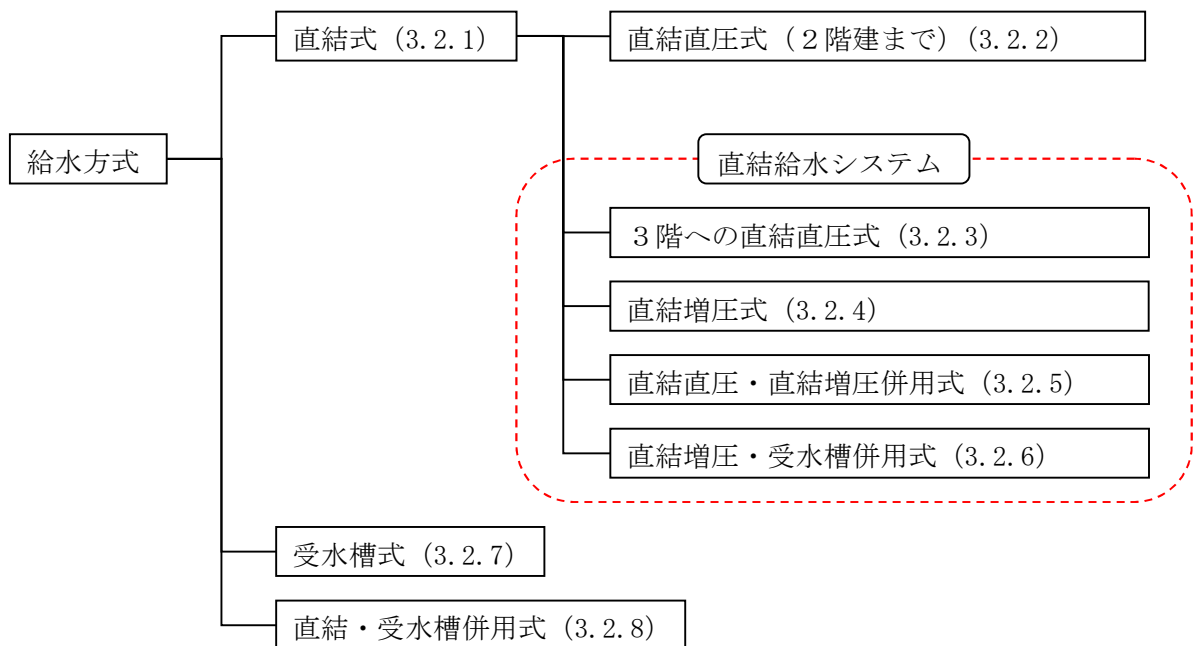 直結式 (3.2.1)
直結直圧式(2階建まで)(3.2.2)
給水方式
直結給水システム
3階への直結直圧式(3.2.3)
直結増圧式(3.2.4)
直結直圧・直結増圧併用式(3.2.5)
直結増圧・受水槽併用式(3.2.6)
受水槽式(3.2.7)
直結・受水槽併用式(3.2.8)